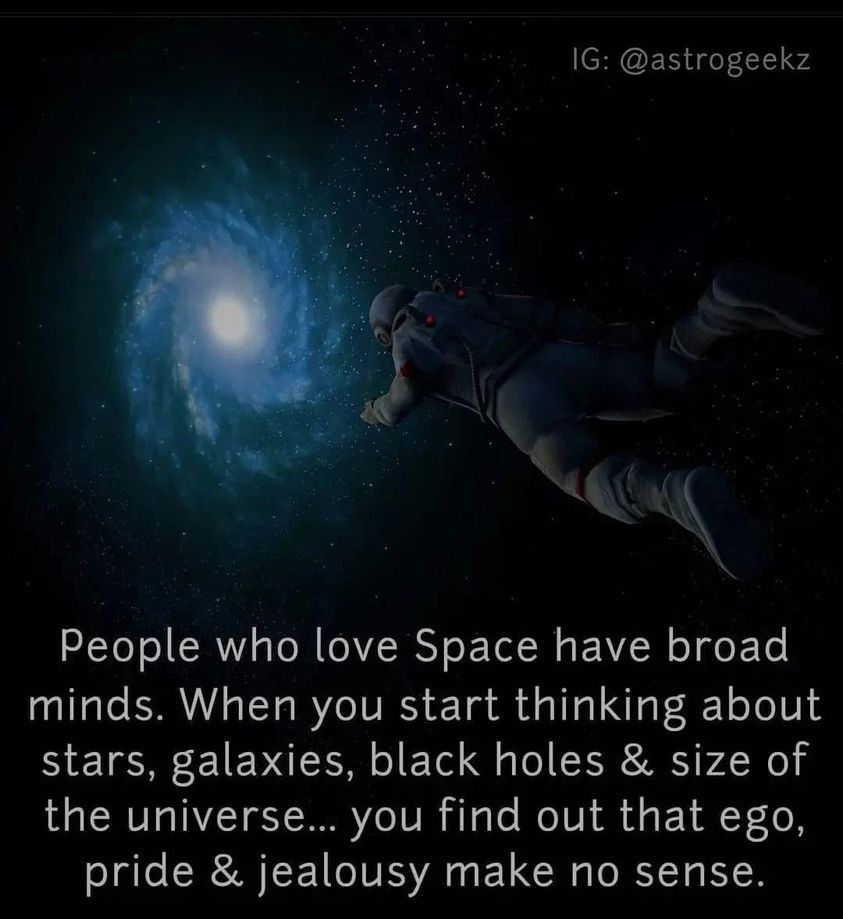 IG: @astrogeekz
People who love Space have broad
minds. When you start thinking about
stars, galaxies, black holes & size of
the universe... you find out that ego,
pride & jealousy make no sense.